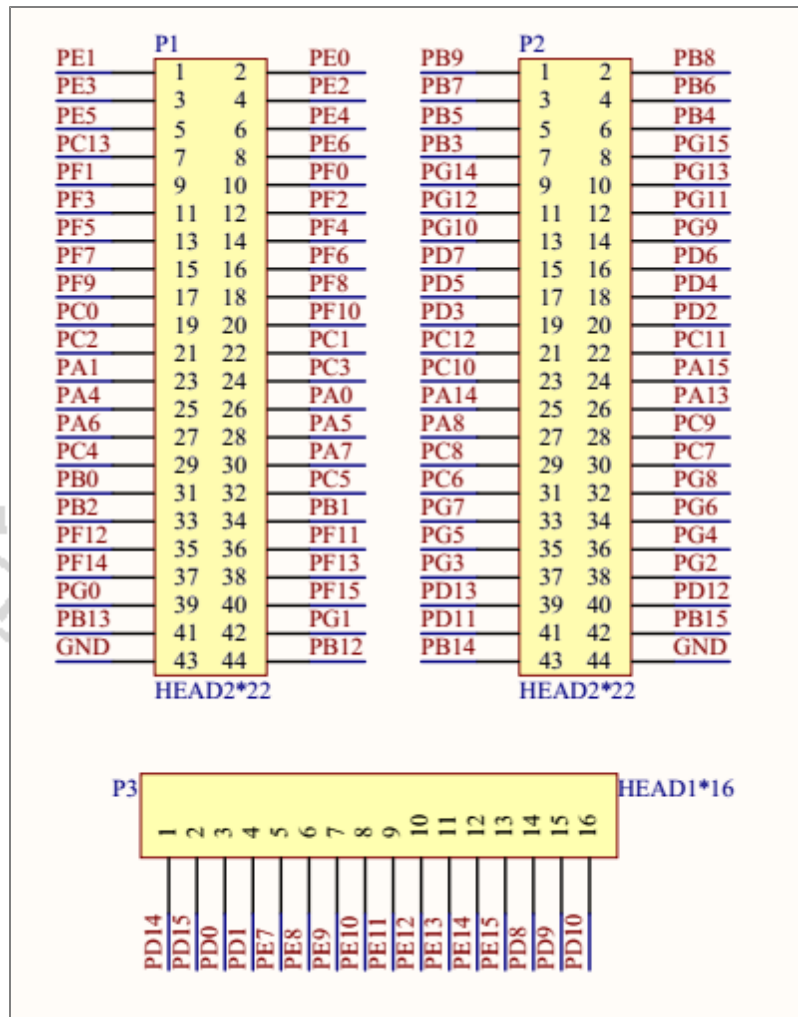 P1 P2
PE1 1 2 PE0 PB9 1 2 PB8
PE3 3 4 PE2 PB7 3 4 PB6
PE5 5 6 PE4 PB5 5 6 PB4
PC13 7 8 PE6 PB3 7 8 PG15
PF1 9 10 PF0 PG14 9 10 PG13
PF3 11 12 PF2 PG12 11 12 PG11
PF5 13 14 PF4 PG10 13 14 PG9
PF7 15 16 PF6 PD7 15 16 PD6
PF9 17 18 PF8 PD5 17 18 PD4
PC0 19 20 PF10 PD3 19 20 PD2
PC2 21 22 PC1 PC12 21 22 PC11
PA1 23 24 PC3 PC10 23 24 PA15
PA4 25 26 PA0 PA14 25 26 PA13
PA6 27 28 PA5 PA8 27 28 PC9
PC4 29 30 PA7 PC8 29 30 PC7
PB0 31 32 PC5 PC6 31 32 PG8
PB2 33 34 PB1 PG7 33 34 PG6
PF12 35 36 PF11 PG5 35 36 PG4
PF14 37 38 PF13 PG3 37 38 PG2
PG0 39 40 PF15 PD13 39 40 PD12
PB13 41 42 PG1 PD11 41 42 PB15
GND 43 44 PB12 PB14 43 44 GND
HEAD2*22 HEAD2*22
P3 HEAD1*16
1 2 3 4 5 6 7 8 9 10 11 12 13 14 15 16
PD14 PD15 PD0 PD1 PE7 PE8 PE9 PE10 PE11 PE12 PE13 PE14 PE15 PD8 PD9 PD10